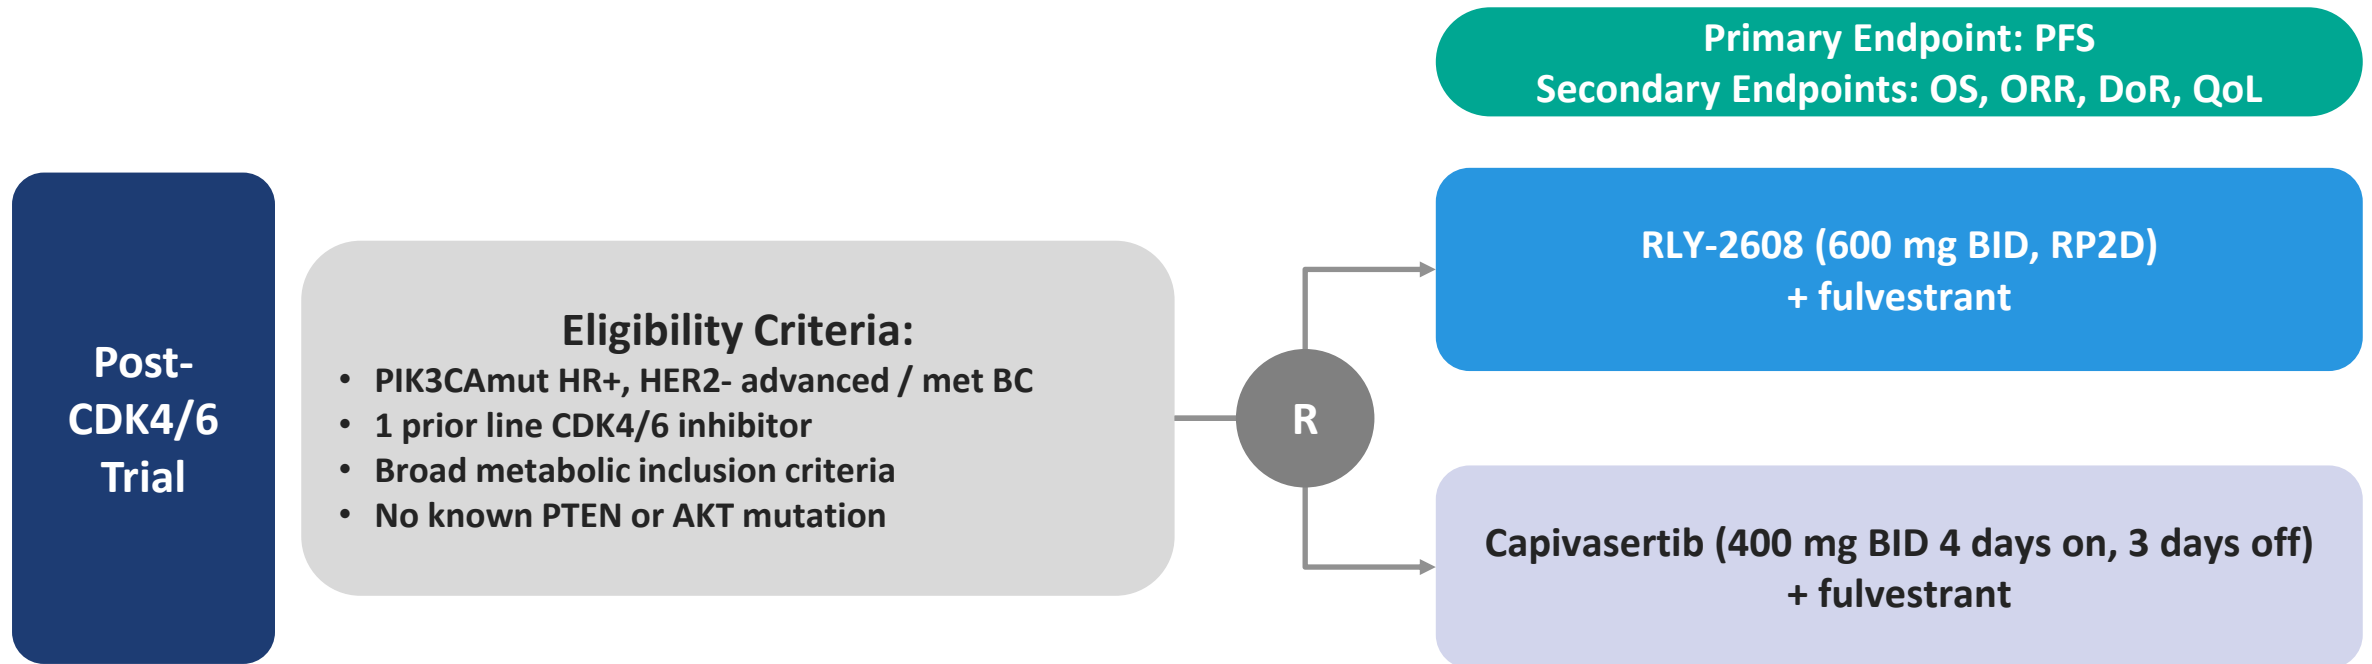 Primary Endpoint: PFS
Secondary Endpoints: OS, ORR, DoR, QoL
Post-
CDK4/6
Trial
Eligibility Criteria:
• PIK3CAmut HR+, HER2- advanced / met BC
• 1 prior line CDK4/6 inhibitor
• Broad metabolic inclusion criteria
• No known PTEN or AKT mutation
R
RLY-2608 (600 mg BID, RP2D)
+ fulvestrant
Capivasertib (400 mg BID 4 days on, 3 days off)
+ fulvestrant